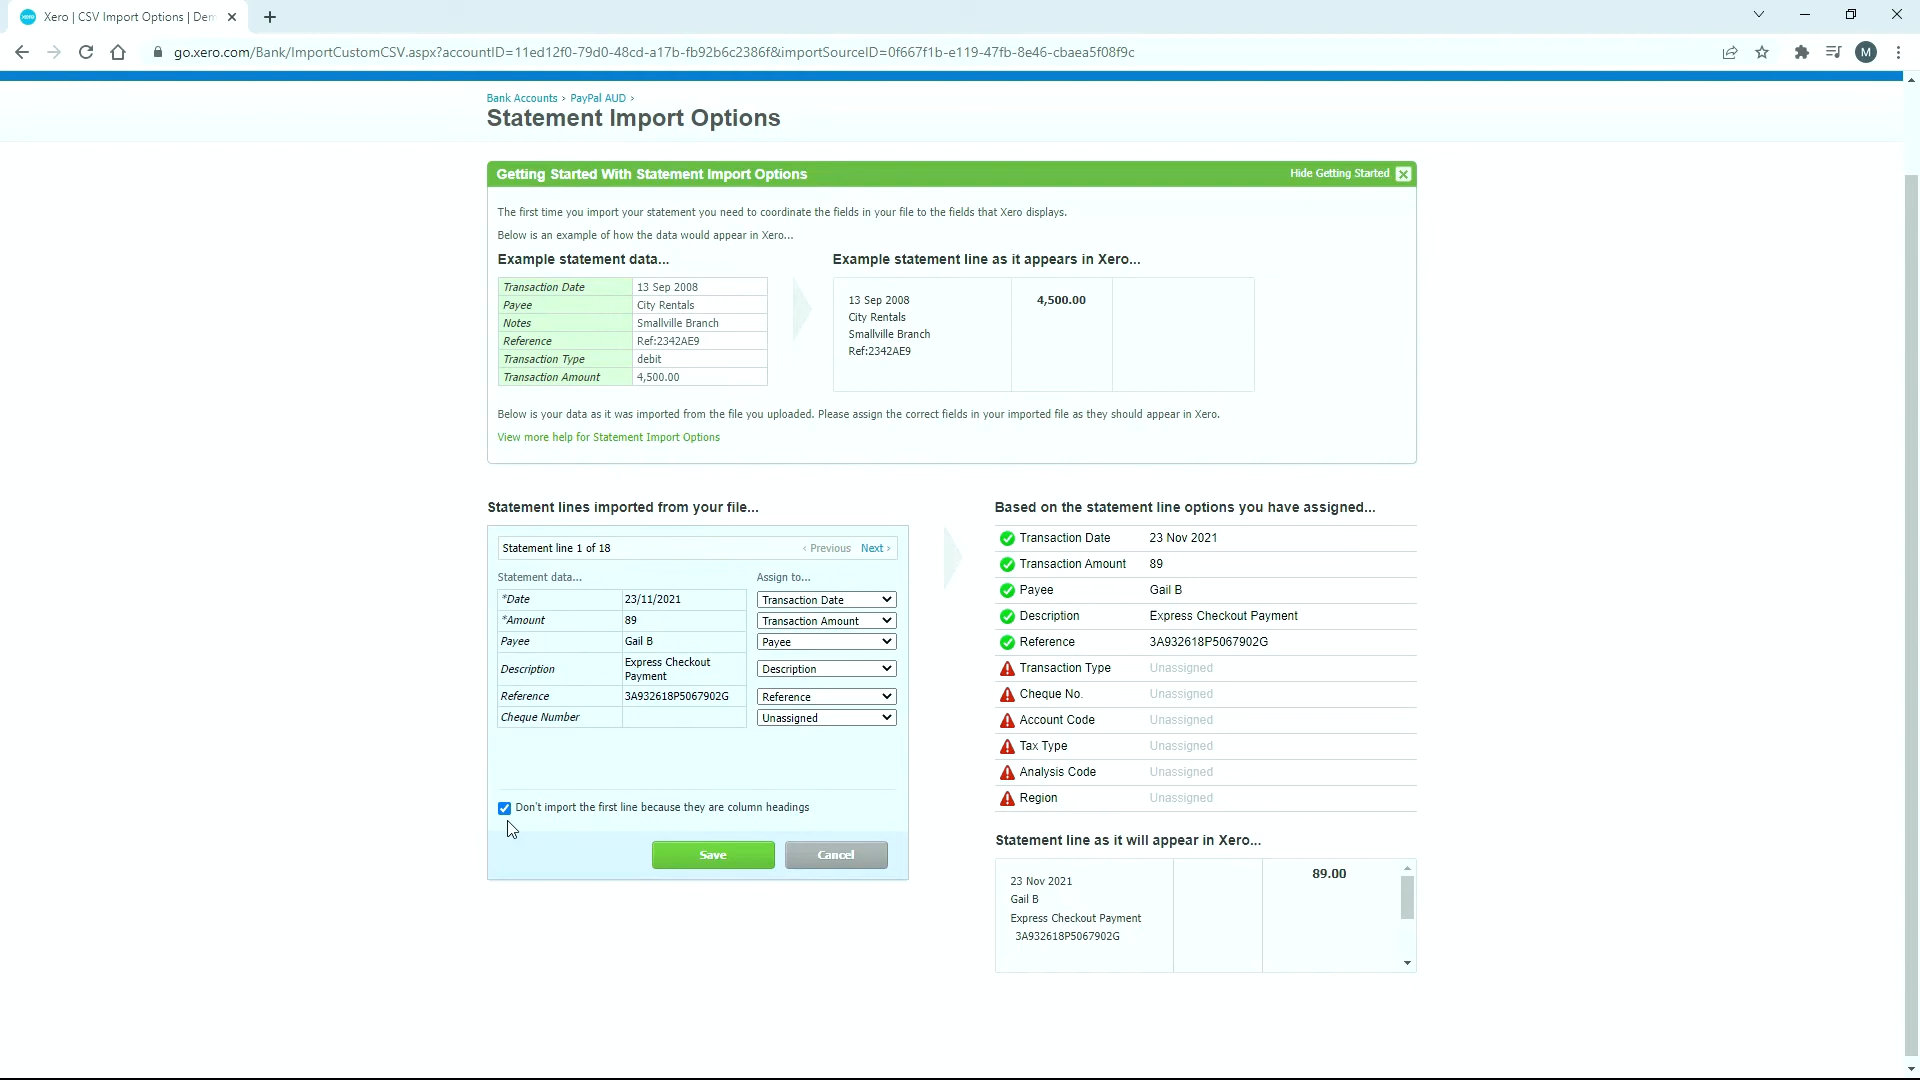 Xero | CSV Import Options | Dem
go.xero.com/Bank/ImportCustomCSV.aspx?accountID=11ed12f0-79d0-48cd-a17b-fb92b6c2386f&importSourceID=0f667f1b-e119-47fb-8e46-cbaea5f08f9c
M
Bank Accounts › PayPal AUD ›
Statement Import Options
Getting Started With Statement Import Options
Hide Getting Started
The first time you import your statement you need to coordinate the fields in your file to the fields that Xero displays.
Below is an example of how the data would appear in Xero...
Example statement data...
Transaction Date 13 Sep 2008
Payee City Rentals
Notes Smallville Branch
Reference Ref:2342AE9
Transaction Type debit
Transaction Amount 4,500.00
Example statement line as it appears in Xero...
13 Sep 2008 4,500.00
City Rentals
Smallville Branch
Ref:2342AE9
Below is your data as it was imported from the file you uploaded. Please assign the correct fields in your imported file as they should appear in Xero.
View more help for Statement Import Options
Statement lines imported from your file...
Statement line 1 of 18 ‹ Previous Next ›
Statement data... Assign to...
*Date 23/11/2021 Transaction Date
*Amount 89 Transaction Amount
Payee Gail B Payee
Description Express Checkout Payment Description
Reference 3A932618P5067902G Reference
Cheque Number Unassigned
Don't import the first line because they are column headings
Save Cancel
Based on the statement line options you have assigned...
Transaction Date 23 Nov 2021
Transaction Amount 89
Payee Gail B
Description Express Checkout Payment
Reference 3A932618P5067902G
Transaction Type Unassigned
Cheque No. Unassigned
Account Code Unassigned
Tax Type Unassigned
Analysis Code Unassigned
Region Unassigned
Statement line as it will appear in Xero...
23 Nov 2021 89.00
Gail B
Express Checkout Payment
3A932618P5067902G